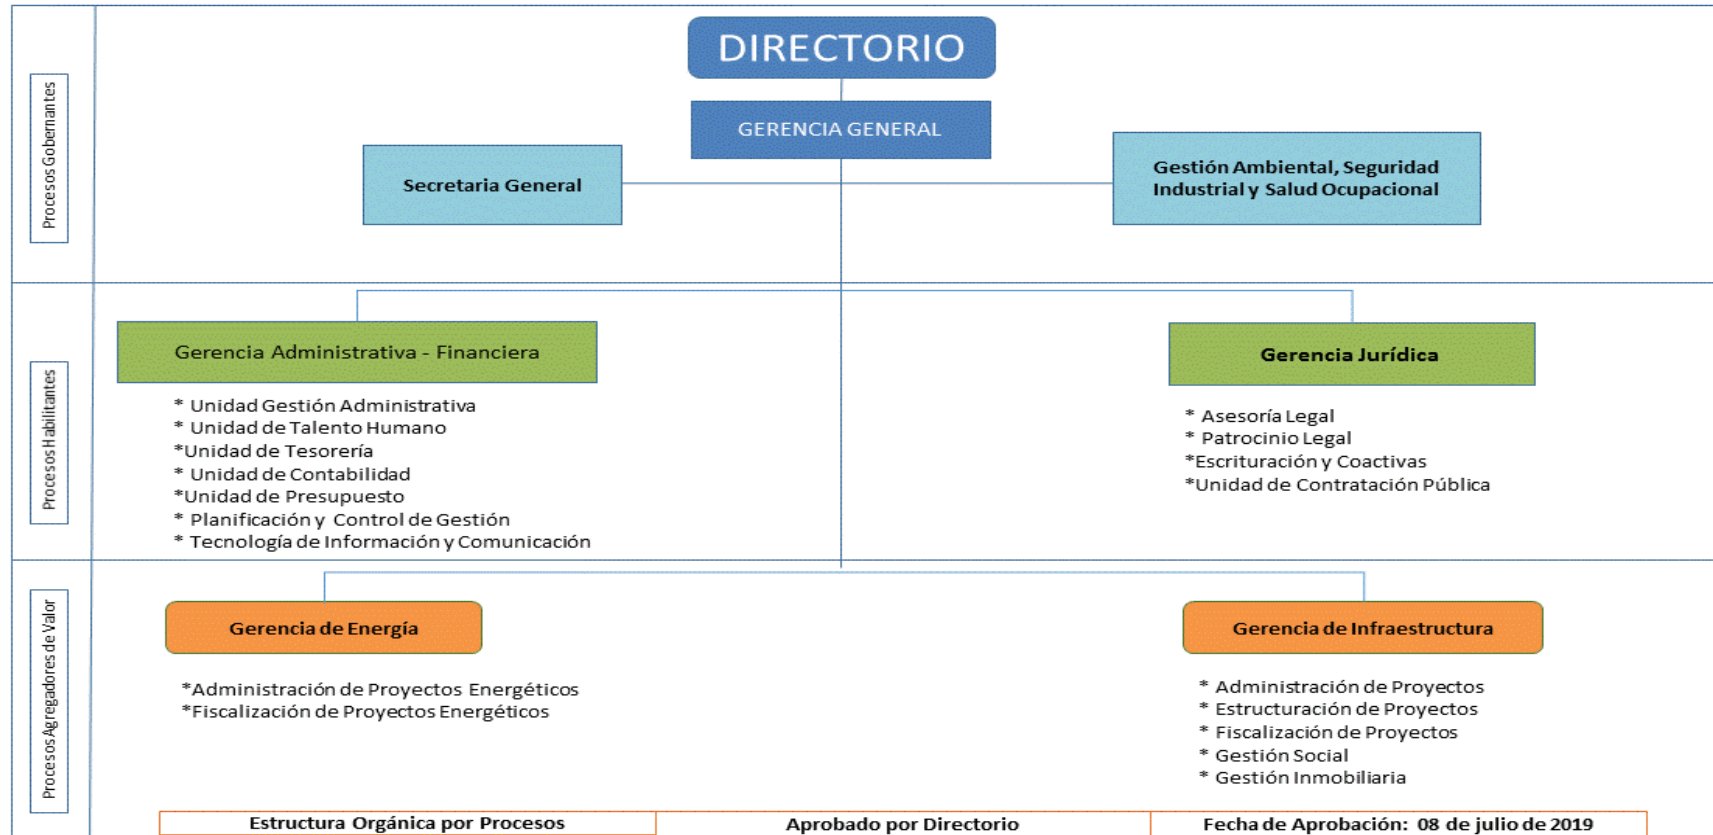 DIRECTORIO
GERENCIA GENERAL
Procesos Gobernantes
Secretaria General
Gestión Ambiental, Seguridad
Industrial y Salud Ocupacional
Procesos Habilitantes
Gerencia Administrativa - Financiera
* Unidad Gestión Administrativa
* Unidad de Talento Humano
*Unidad de Tesorería
* Unidad de Contabilidad
*Unidad de Presupuesto
* Planificación y Control de Gestión
* Tecnología de Información y Comunicación
Gerencia Jurídica
* Asesoría Legal
* Patrocinio Legal
*Escrituración y Coactivas
*Unidad de Contratación Pública
Procesos Agregadores de Valor
Gerencia de Energía
*Administración de Proyectos Energéticos
*Fiscalización de Proyectos Energéticos
Gerencia de Infraestructura
* Administración de Proyectos
* Estructuración de Proyectos
* Fiscalización de Proyectos
* Gestión Social
* Gestión Inmobiliaria
Estructura Orgánica por Procesos
Aprobado por Directorio
Fecha de Aprobación: 08 de julio de 2019